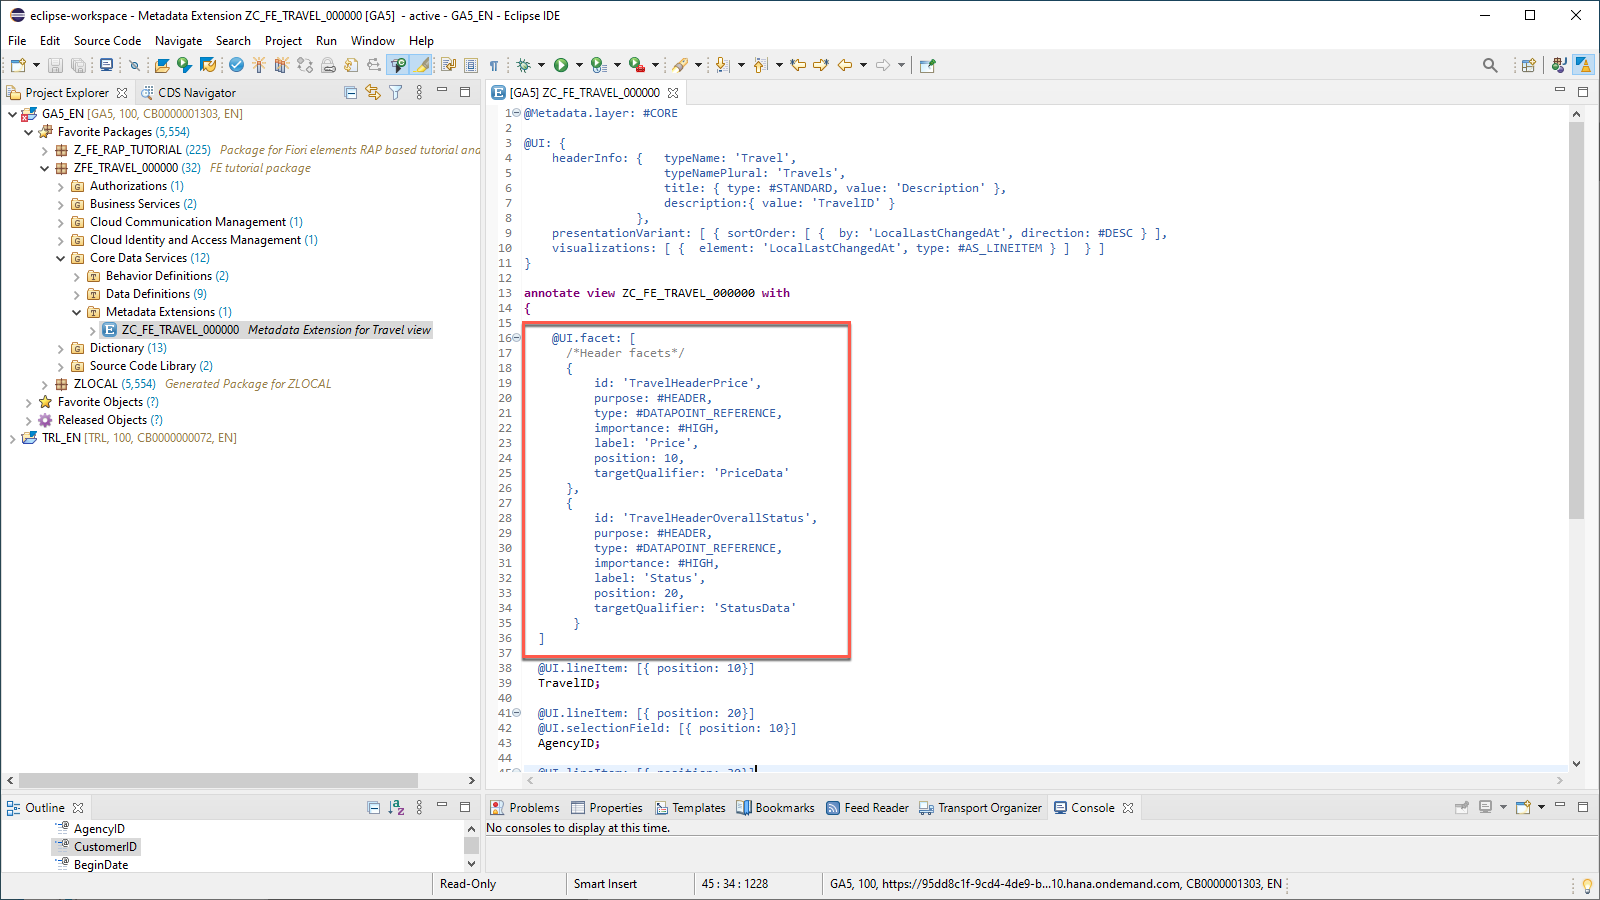 eclipse-workspace - Metadata Extension ZC_FE_TRAVEL_000000 [GA5]  - active - GA5_EN - Eclipse IDE
File Edit Source Code Navigate Search Project Run Window Help
Project Explorer CDS Navigator
GA5_EN [GA5, 100, CB0000001303, EN]
Favorite Packages (5,554)
Z_FE_RAP_TUTORIAL (225) Package for Fiori elements RAP based tutorial and
ZFE_TRAVEL_000000 (32) FE tutorial package
Authorizations (1)
Business Services (2)
Cloud Communication Management (1)
Cloud Identity and Access Management (1)
Core Data Services (12)
Behavior Definitions (2)
Data Definitions (9)
Metadata Extensions (1)
ZC_FE_TRAVEL_000000 Metadata Extension for Travel view
Dictionary (13)
Source Code Library (2)
ZLOCAL (5,554) Generated Package for ZLOCAL
Favorite Objects (?)
Released Objects (?)
TRL_EN [TRL, 100, CB0000000072, EN]
[GA5] ZC_FE_TRAVEL_000000
1 @Metadata.layer: #CORE
2
3 @UI: {
4 headerInfo: { typeName: 'Travel',
5 typeNamePlural: 'Travels',
6 title: { type: #STANDARD, value: 'Description' },
7 description:{ value: 'TravelID' }
8 },
9 presentationVariant: [ { sortOrder: [ { by: 'LocalLastChangedAt', direction: #DESC } ],
10 visualizations: [ { element: 'LocalLastChangedAt', type: #AS_LINEITEM } ] } ]
11 }
12
13 annotate view ZC_FE_TRAVEL_000000 with
14 {
15
16 @UI.facet: [
17 /*Header facets*/
18 {
19 id: 'TravelHeaderPrice',
20 purpose: #HEADER,
21 type: #DATAPOINT_REFERENCE,
22 importance: #HIGH,
23 label: 'Price',
24 position: 10,
25 targetQualifier: 'PriceData'
26 },
27 {
28 id: 'TravelHeaderOverallStatus',
29 purpose: #HEADER,
30 type: #DATAPOINT_REFERENCE,
31 importance: #HIGH,
32 label: 'Status',
33 position: 20,
34 targetQualifier: 'StatusData'
35 }
36 ]
37
38 @UI.lineItem: [{ position: 10}]
39 TravelID;
40
41 @UI.lineItem: [{ position: 20}]
42 @UI.selectionField: [{ position: 10}]
43 AgencyID;
44
45 @UI.lineItem: [{ position: 30}]
Outline
AgencyID
CustomerID
BeginDate
Problems Properties Templates Bookmarks Feed Reader Transport Organizer Console
No consoles to display at this time.
Read-Only Smart Insert 45 : 34 : 1228 GA5, 100, https://95dd8c1f-9cd4-4de9-b...10.hana.ondemand.com, CB0000001303, EN